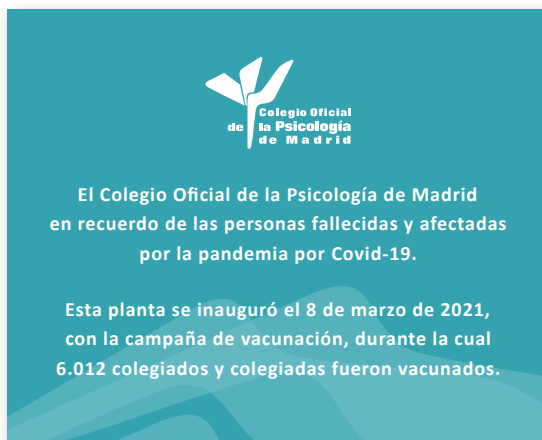 Colegio Oficial
de la Psicología
de Madrid
El Colegio Oficial de la Psicología de Madrid
en recuerdo de las personas fallecidas y afectadas
por la pandemia por Covid-19.
Esta planta se inauguró el 8 de marzo de 2021,
con la campaña de vacunación, durante la cual
6.012 colegiados y colegiadas fueron vacunados.